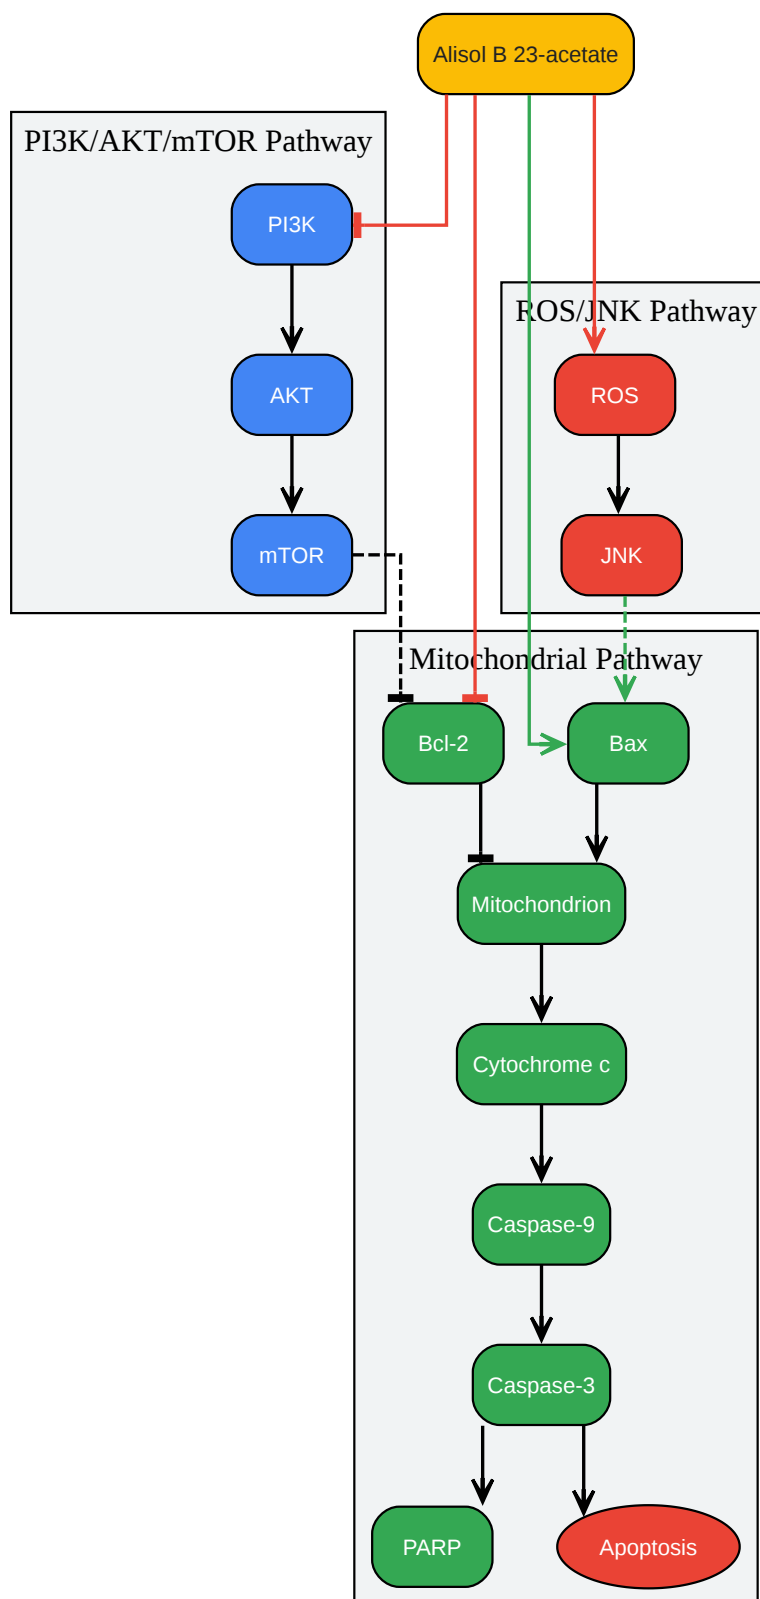 Alisol B 23-acetate
PI3K/AKT/mTOR Pathway
PI3K
ROS/JNK Pathway
AKT
ROS
mTOR
JNK
Mitochondrial Pathway
Bcl-2
Bax
Mitochondrion
Cytochrome c
Caspase-9
Caspase-3
PARP
Apoptosis